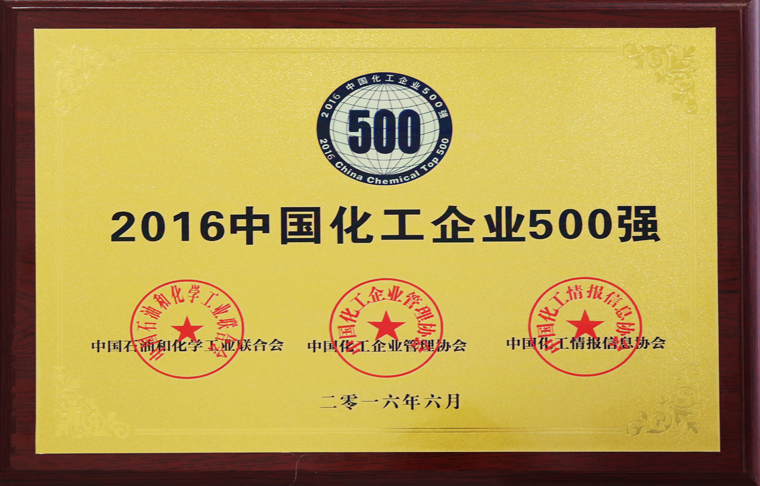 2016 中国化工企业500强
500
2016 China Chemical Top 500
2016中国化工企业500强
中国石油和化学工业联合会
中国化工企业管理协会
中国化工情报信息协会
中国石油和化学工业联合会
中国化工企业管理协会
中国化工情报信息协会
二零一六年六月